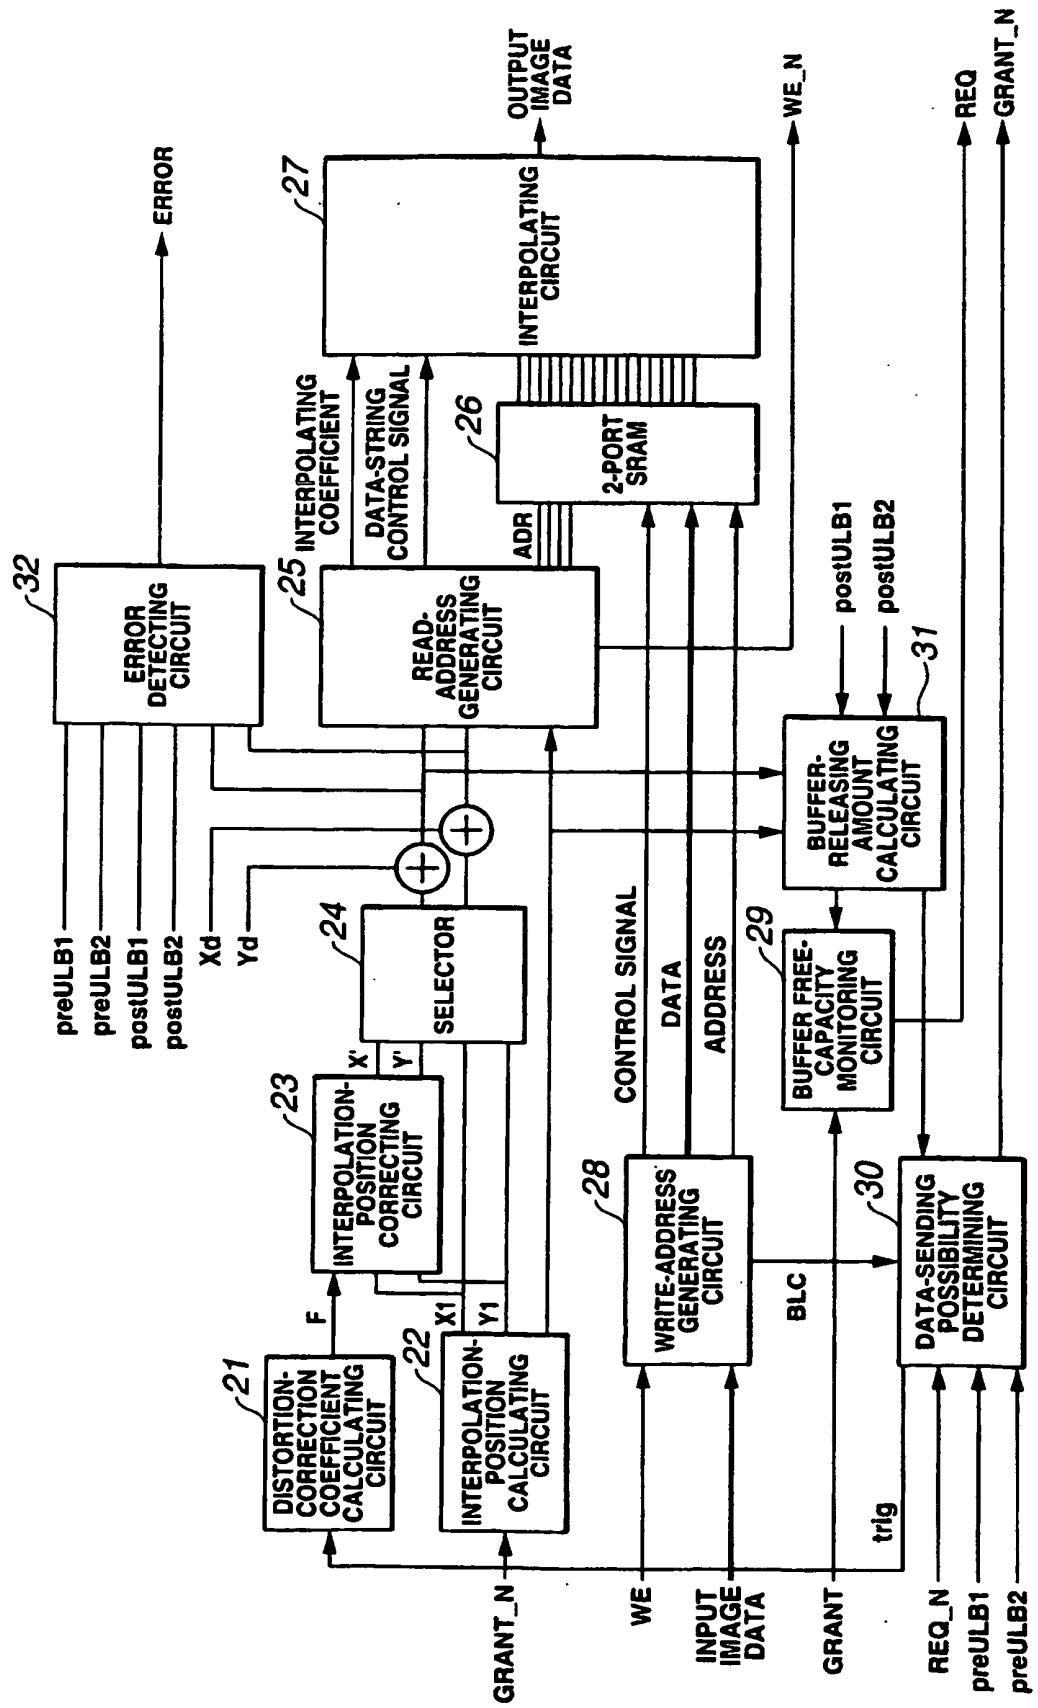 preULB1
preULB2
postULB1
postULB2
Xd
Yd
32
ERROR
DETECTING
CIRCUIT
ERROR
21
DISTORTION-
CORRECTION
COEFFICIENT
CALCULATING
CIRCUIT
F
23
INTERPOLATION-
POSITION
CORRECTING
CIRCUIT
X'
Y'
24
SELECTOR
25
READ-
ADDRESS
GENERATING
CIRCUIT
INTERPOLATING
COEFFICIENT
DATA-STRING
CONTROL SIGNAL
ADR
27
INTERPOLATING
CIRCUIT
OUTPUT
IMAGE
DATA
GRANT_N
22
INTERPOLATION-
POSITION
CALCULATING
CIRCUIT
X1
Y1
26
2-PORT
SRAM
WE
INPUT
IMAGE
DATA
28
WRITE-ADDRESS
GENERATING
CIRCUIT
CONTROL SIGNAL
DATA
ADDRESS
WE_N
BLC
GRANT
29
BUFFER FREE-
CAPACITY
MONITORING
CIRCUIT
BUFFER-
RELEASING
AMOUNT
CALCULATING
CIRCUIT
31
postULB1
postULB2
REQ
trig
REQ_N
preULB1
preULB2
30
DATA-SENDING
POSSIBILITY
DETERMINING
CIRCUIT
GRANT_N